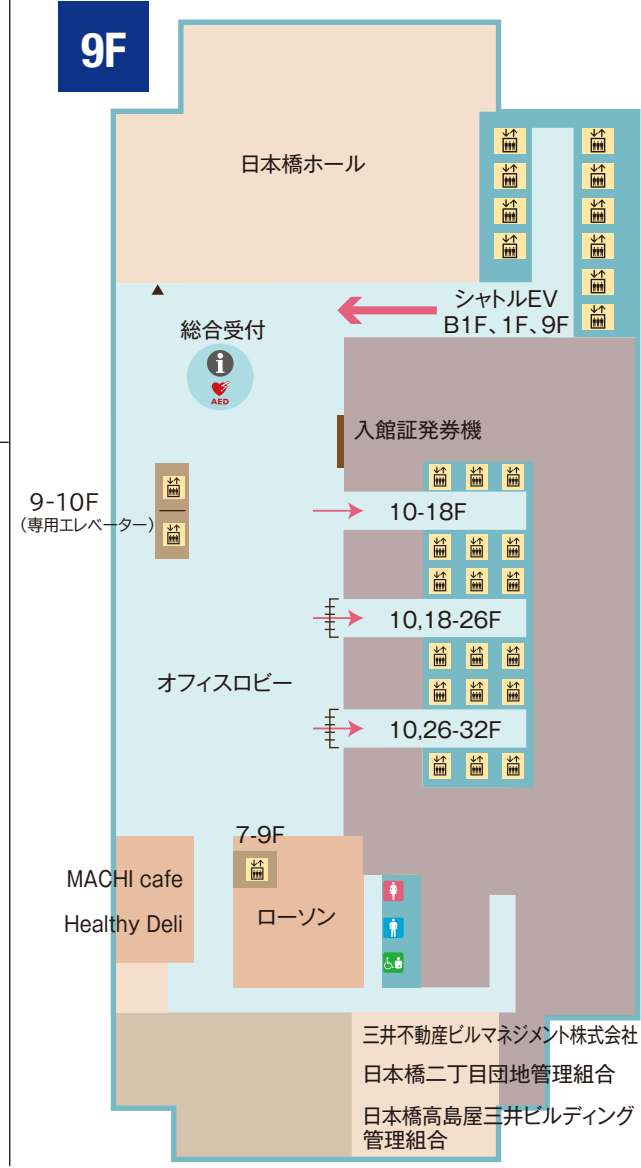 9F
日本橋ホール
シャトルEV
B1F、1F、9F
総合受付
i
AED
入館証発券機
9-10F
（専用エレベーター）
10-18F
10,18-26F
オフィスロビー
10,26-32F
7-9F
MACHI cafe
Healthy Deli
ローソン
三井不動産ビルマネジメント株式会社
日本橋二丁目団地管理組合
日本橋高島屋三井ビルディング
管理組合